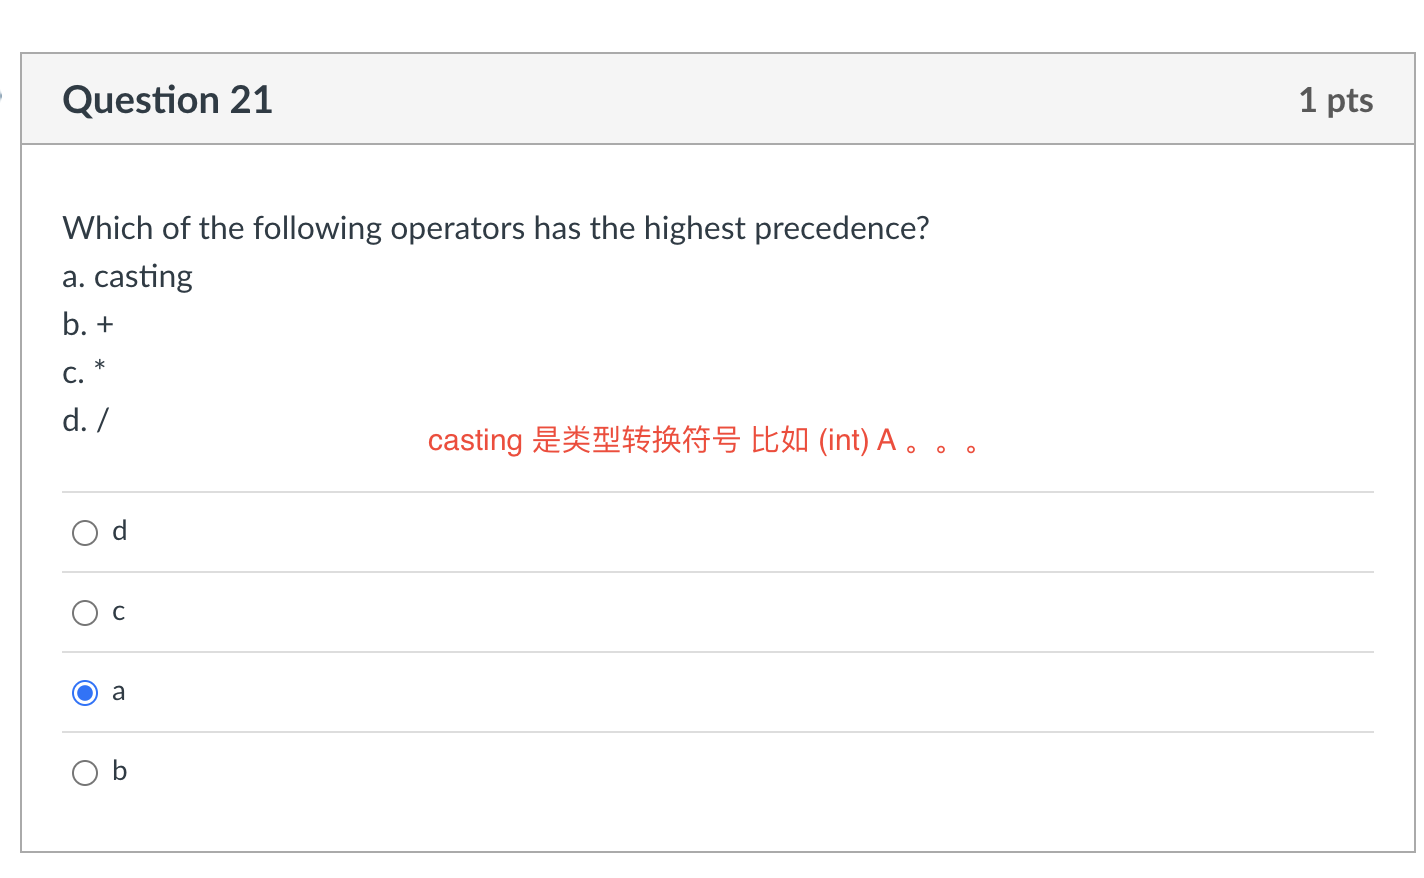 Question 21
1 pts
Which of the following operators has the highest precedence?
a. casting
b. +
c. *
d. /
casting 是类型转换符号 比如 (int) A 。。。
d
c
a
b